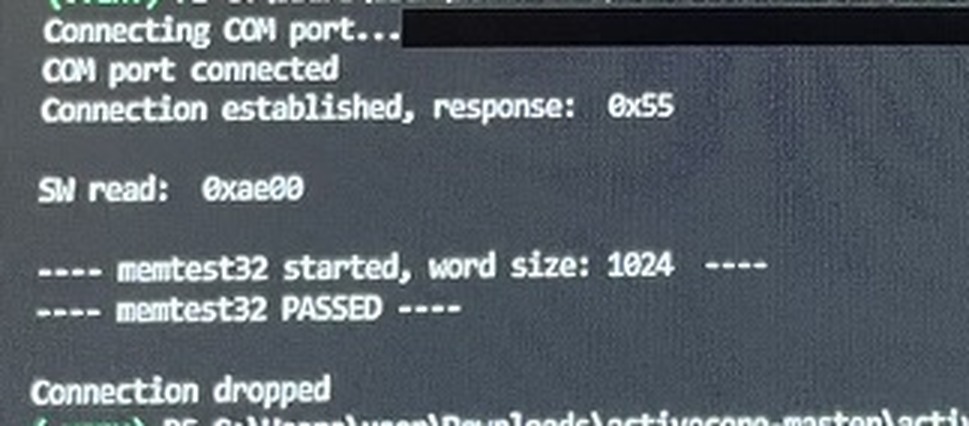 Connecting COM port...
COM port connected
Connection established, response:  0x55
SW read:  0xae00
---- memtest32 started, word size: 1024  ----
---- memtest32 PASSED ----
Connection dropped